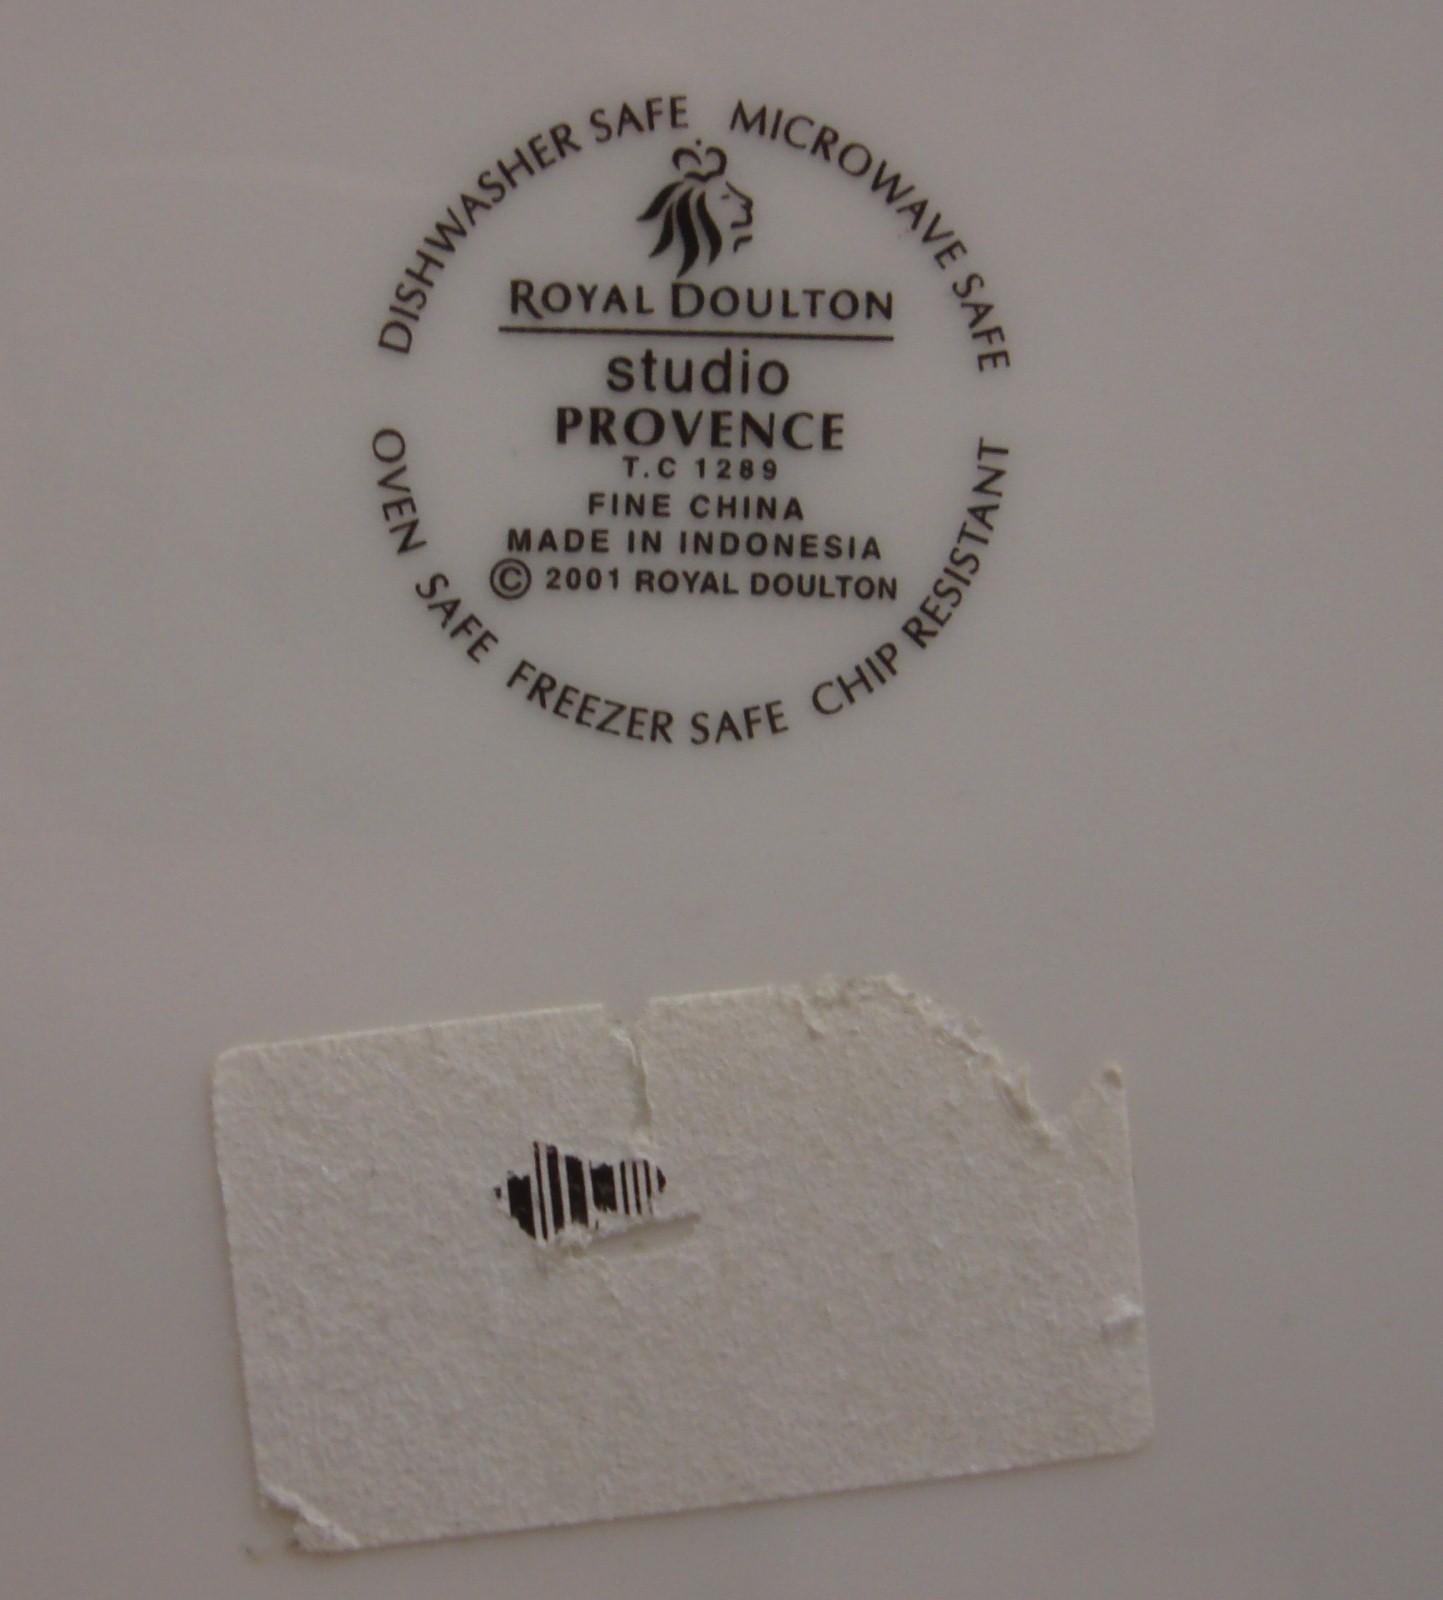 DISHWASHER SAFE MICROWAVE SAFE
ROYAL DOULTON
studio
PROVENCE
T.C 1289
FINE CHINA
MADE IN INDONESIA
© 2001 ROYAL DOULTON
OVEN SAFE FREEZER SAFE CHIP RESISTANT